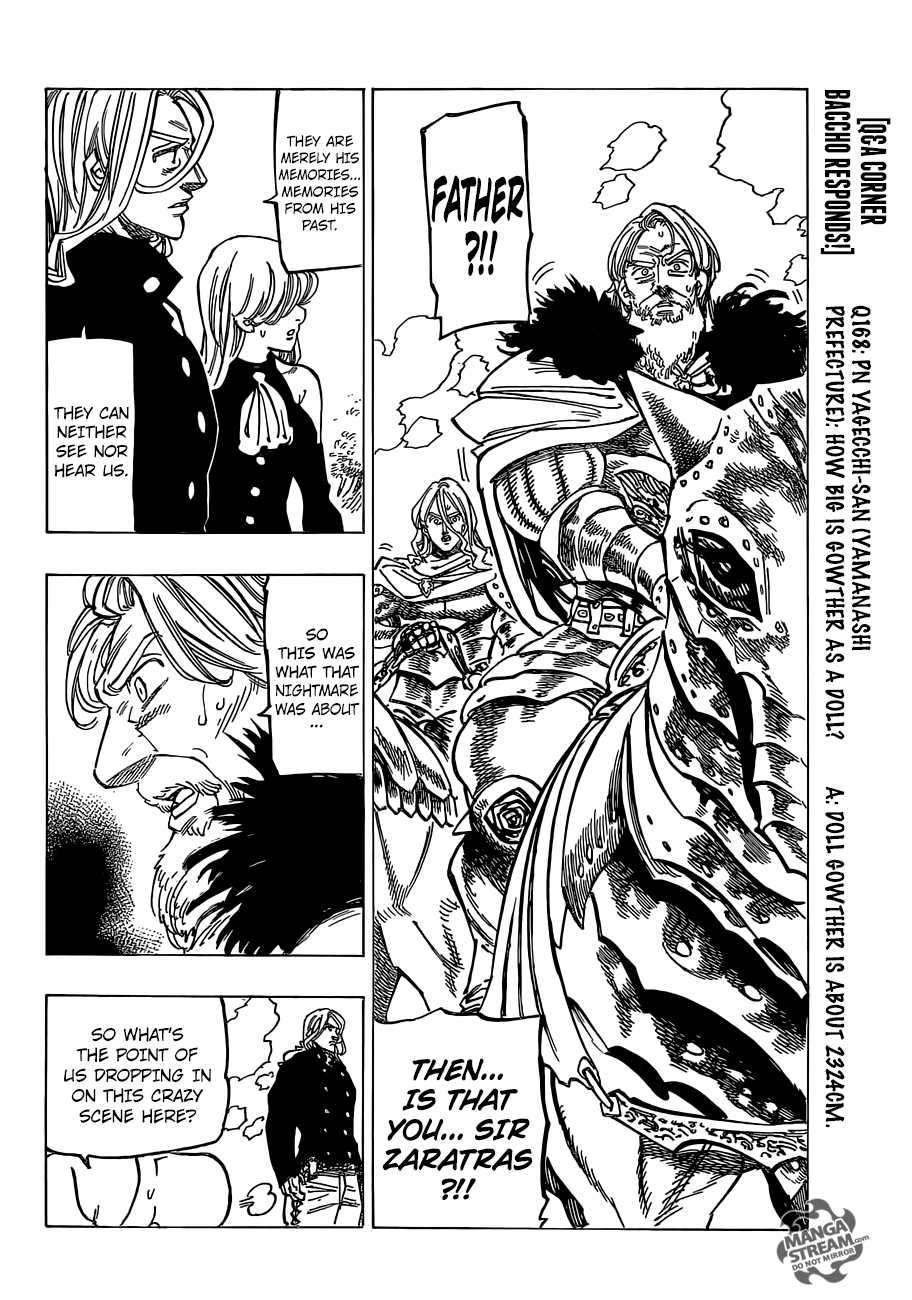 [Q&A CORNER
BACCHO RESPONDS!]
Q168: PN YAGECCHI-SAN (YAMANASHI
PREFECTURE): HOW BIG IS GOWTHER AS A DOLL?
A: DOLL GOWTHER IS ABOUT 2324CM.
FATHER
?!!
THEN...
IS THAT
YOU... SIR
ZARATRAS
?!!
THEY ARE
MERELY HIS
MEMORIES...
MEMORIES
FROM HIS
PAST.
THEY CAN
NEITHER
SEE NOR
HEAR US.
SO
THIS WAS
WHAT THAT
NIGHTMARE
WAS ABOUT
...
SO WHAT'S
THE POINT OF
US DROPPING IN
ON THIS CRAZY
SCENE HERE?
MANGA
STREAM.com
DO NOT MIRROR